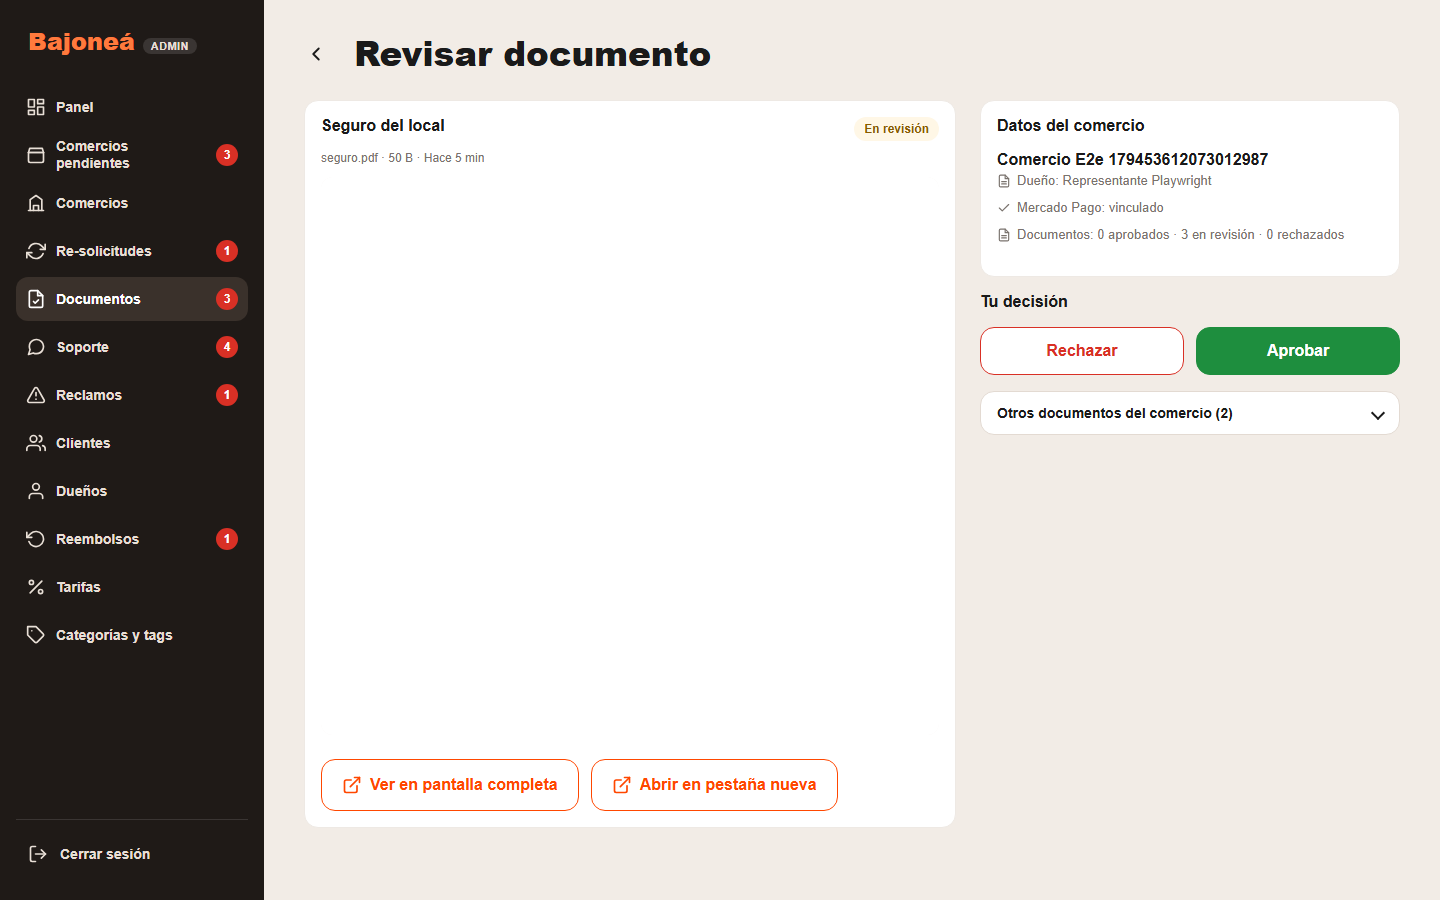 Bajoneá ADMIN
Panel
Comercios
pendientes
3
Comercios
Re-solicitudes 1
Documentos 3
Soporte 4
Reclamos 1
Clientes
Dueños
Reembolsos 1
Tarifas
Categorías y tags
Cerrar sesión
Revisar documento
Seguro del local
En revisión
seguro.pdf · 50 B · Hace 5 min
Ver en pantalla completa
Abrir en pestaña nueva
Datos del comercio
Comercio E2e 179453612073012987
Dueño: Representante Playwright
Mercado Pago: vinculado
Documentos: 0 aprobados · 3 en revisión · 0 rechazados
Tu decisión
Rechazar
Aprobar
Otros documentos del comercio (2)